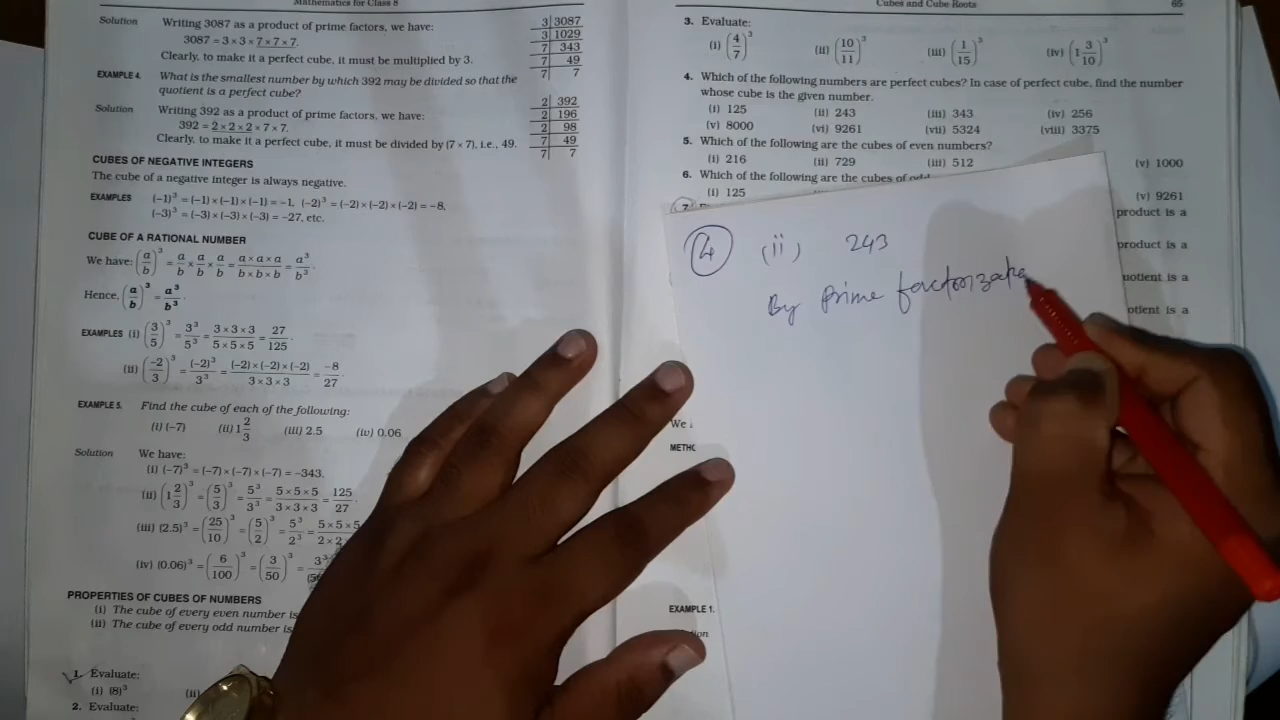 Mathematics for Class 8
Solution Writing 3087 as a product of prime factors, we have:
3087 = 3 × 3 × 7 × 7 × 7.
Clearly, to make it a perfect cube, it must be multiplied by 3.
3 3087
3 1029
7 343
7 49
7 7
EXAMPLE 4. What is the smallest number by which 392 may be divided so that the
quotient is a perfect cube?
Solution Writing 392 as a product of prime factors, we have:
392 = 2 × 2 × 2 × 7 × 7.
Clearly, to make it a perfect cube, it must be divided by (7 × 7), i.e., 49.
2 392
2 196
2 98
7 49
7 7
CUBES OF NEGATIVE INTEGERS
The cube of a negative integer is always negative.
EXAMPLES (−1)³ = (−1) × (−1) × (−1) = −1, (−2)³ = (−2) × (−2) × (−2) = −8,
(−3)³ = (−3) × (−3) × (−3) = −27, etc.
CUBE OF A RATIONAL NUMBER
We have: (a/b)³ = a/b × a/b × a/b = a × a × a / b × b × b = a³/b³.
Hence, (a/b)³ = a³/b³.
EXAMPLES (i) (3/5)³ = 3³/5³ = 3 × 3 × 3 / 5 × 5 × 5 = 27/125.
(ii) (−2/3)³ = (−2)³/3³ = (−2) × (−2) × (−2) / 3 × 3 × 3 = −8/27
EXAMPLE 5. Find the cube of each of the following:
(i) (−7) (ii) 1 2/3 (iii) 2.5 (iv) 0.06
Solution We have:
(i) (−7)³ = (−7) × (−7) × (−7) = −343.
(ii) (1 2/3)³ = (5/3)³ = 5³/3³ = 5 × 5 × 5 / 3 × 3 × 3 = 125/27.
(iii) (2.5)³ = (25/10)³ = (5/2)³ = 5³/2³ = 5 × 5 × 5 / 2 × 2 ×
(iv) (0.06)³ = (6/100)³ = (3/50)³ = 3³
PROPERTIES OF CUBES OF NUMBERS
(i) The cube of every even number is
(ii) The cube of every odd number is
1. Evaluate:
(i) (8)³ (ii)
2. Evaluate:
Cubes and Cube Roots 65
3. Evaluate:
(i) (4/7)³ (ii) (10/11)³ (iii) (1/15)³ (iv) (1 3/10)³
4. Which of the following numbers are perfect cubes? In case of perfect cube, find the number
whose cube is the given number.
(i) 125 (ii) 243 (iii) 343 (iv) 256
(v) 8000 (vi) 9261 (vii) 5324 (viii) 3375
5. Which of the following are the cubes of even numbers?
(i) 216 (ii) 729 (iii) 512 (v) 1000
6. Which of the following are the cubes of odd
(i) 125 (v) 9261
7.
product is a
product is a
quotient is a
otient is a
4 (ii) 243
By prime factorizatio
We
METHO
EXAMPLE 1.